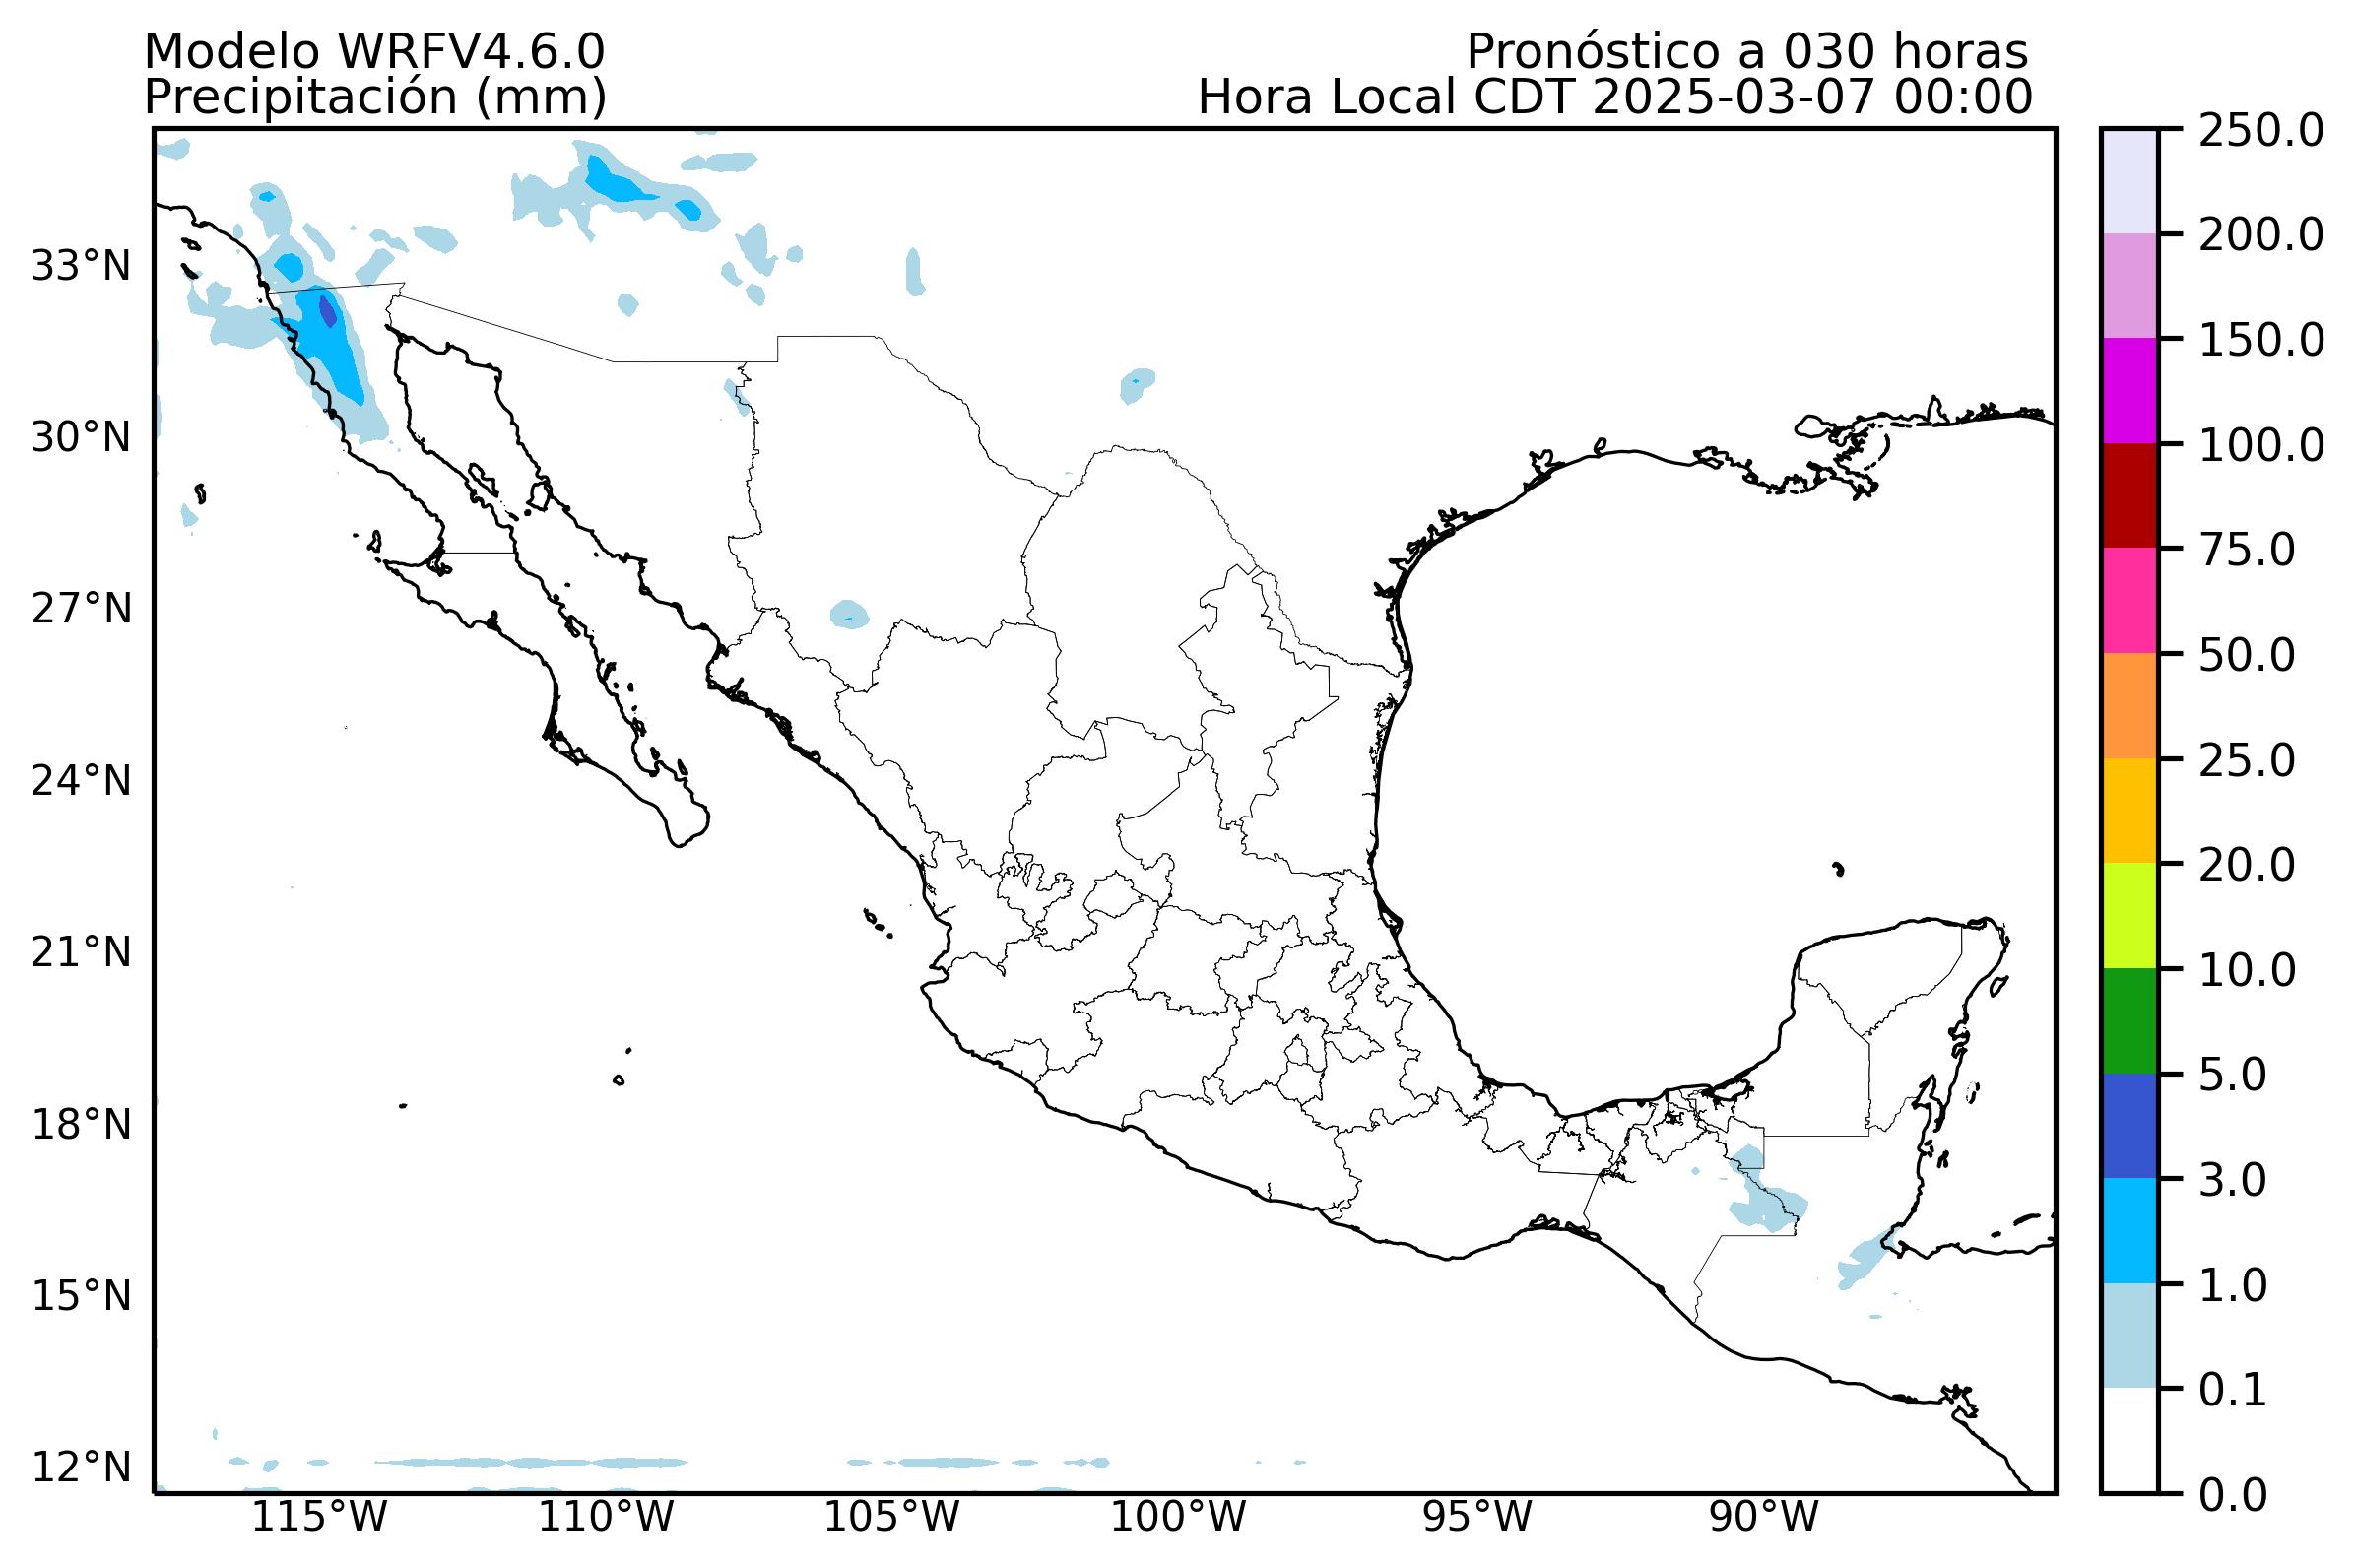 Modelo WRFV4.6.0
Precipitación (mm)
Pronóstico a 030 horas
Hora Local CDT 2025-03-07 00:00
33°N
30°N
27°N
24°N
21°N
18°N
15°N
12°N
115°W
110°W
105°W
100°W
95°W
90°W
250.0
200.0
150.0
100.0
75.0
50.0
25.0
20.0
10.0
5.0
3.0
1.0
0.1
0.0